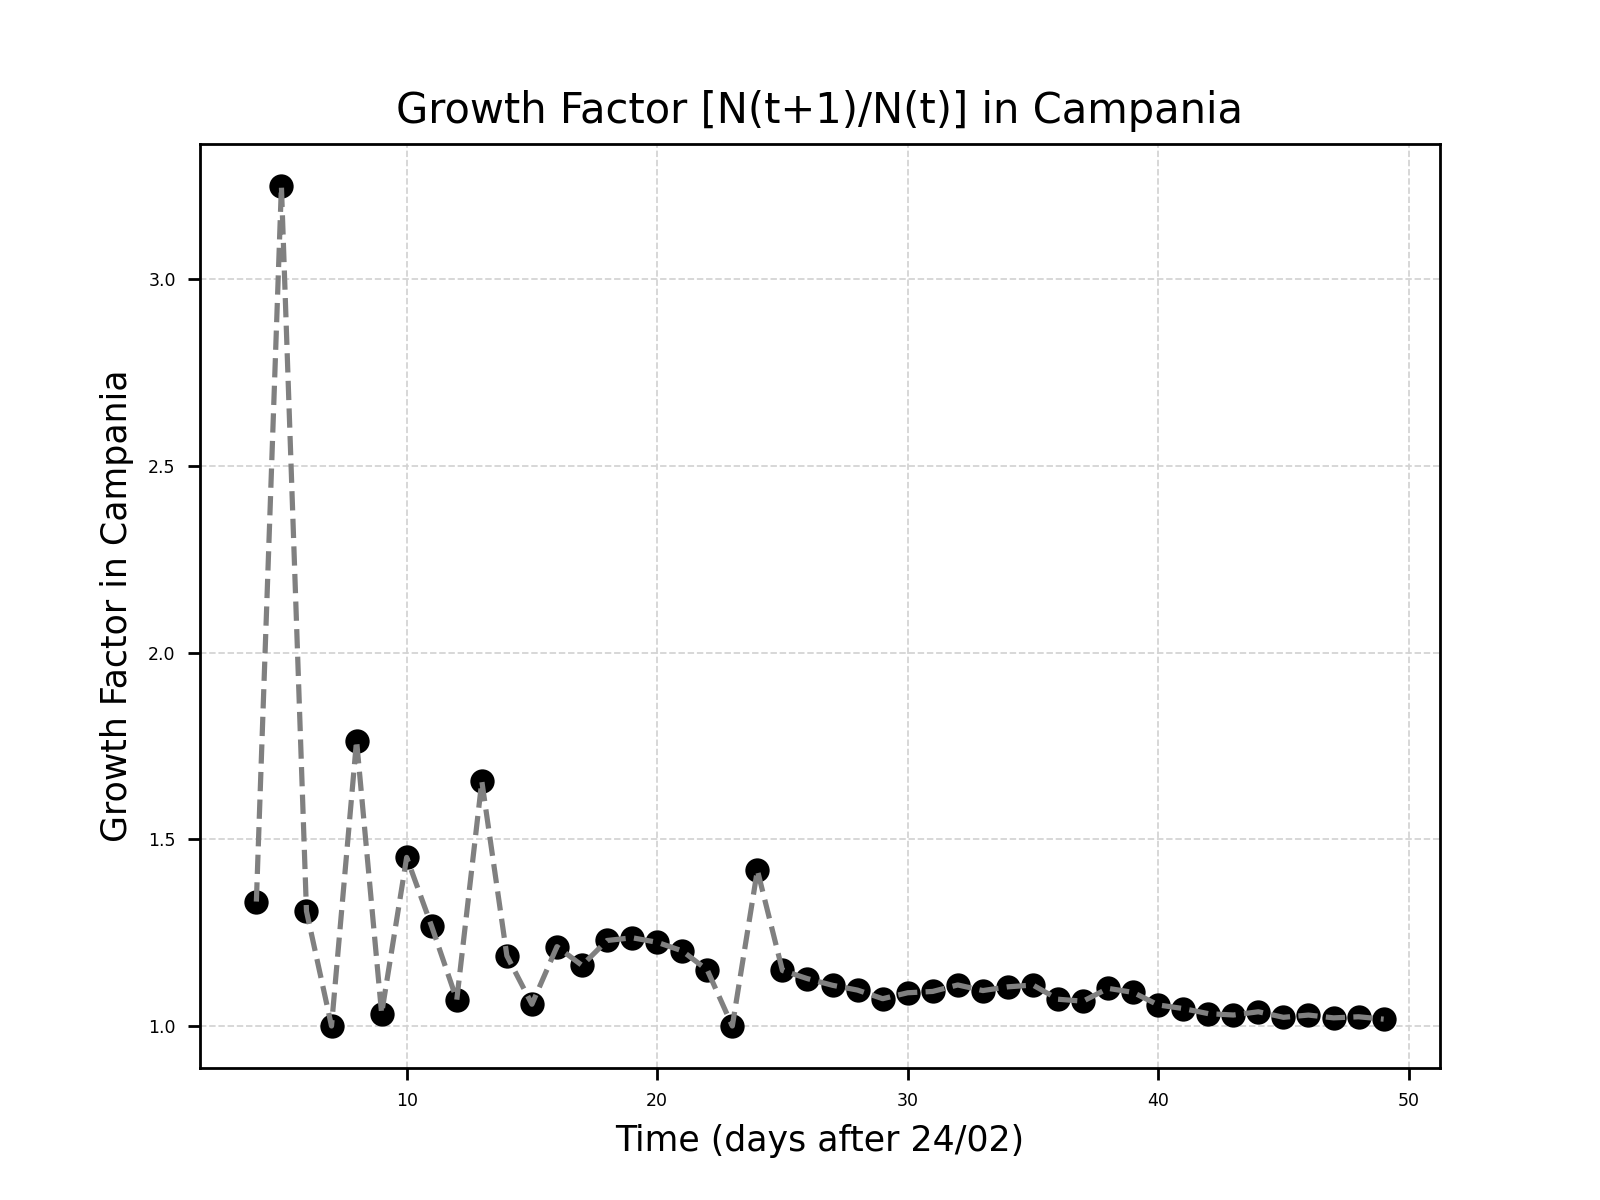 Growth Factor [N(t+1)/N(t)] in Campania
Growth Factor in Campania
3.0
2.5
2.0
1.5
1.0
10 20 30 40 50
Time (days after 24/02)